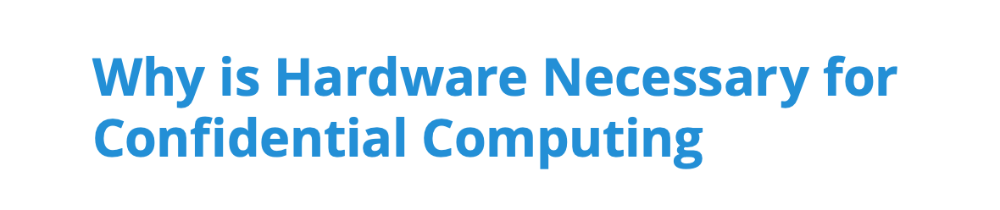 Why is Hardware Necessary for
Confidential Computing